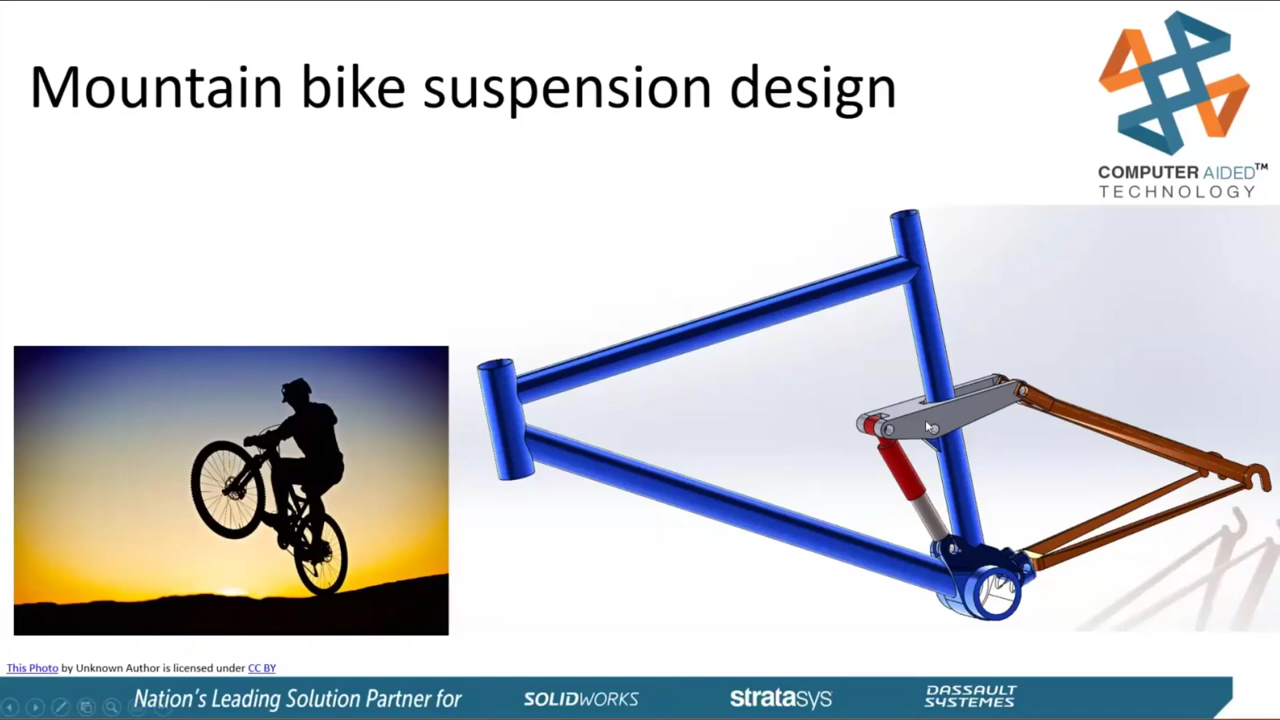 Mountain bike suspension design
COMPUTER AIDED™
TECHNOLOGY
This Photo by Unknown Author is licensed under CC BY
Nation's Leading Solution Partner for
SOLIDWORKS
stratasys
DASSAULT
SYSTEMES